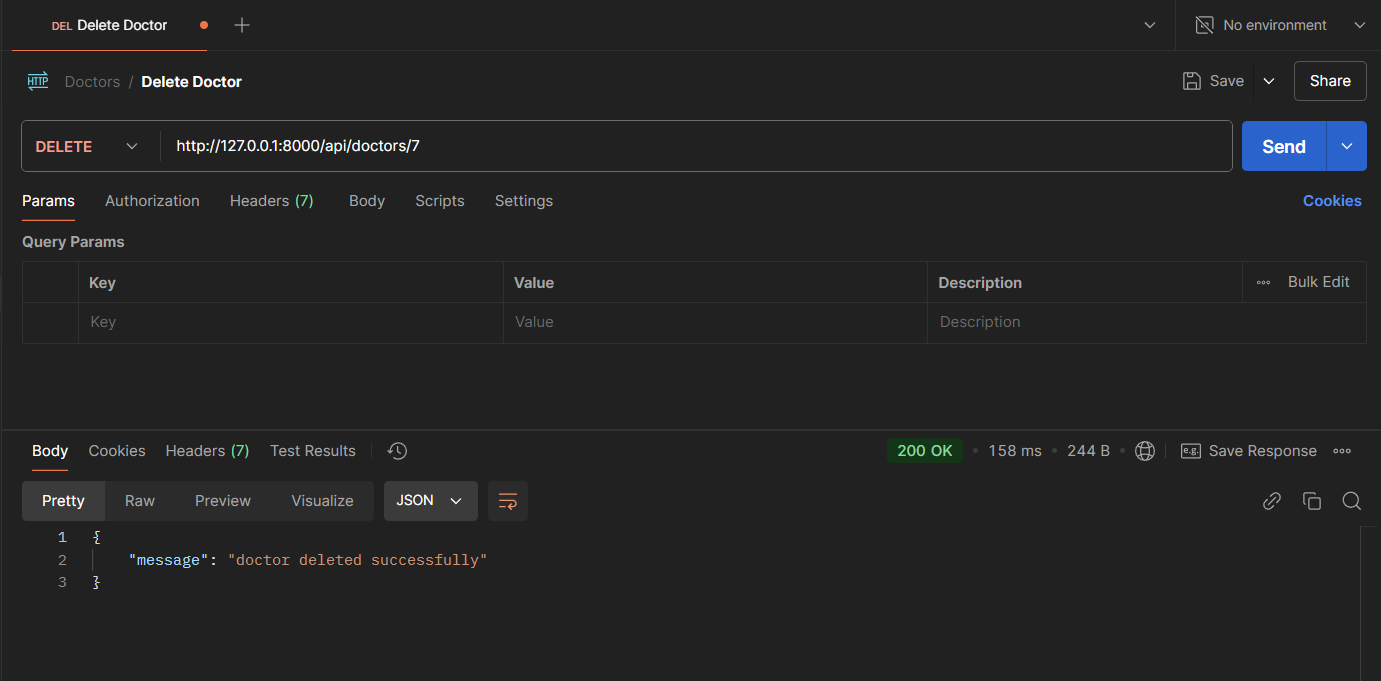 DEL Delete Doctor
No environment
HTTP Doctors / Delete Doctor
Save
Share
DELETE http://127.0.0.1:8000/api/doctors/7
Send
Params Authorization Headers (7) Body Scripts Settings
Cookies
Query Params
Key Value Description Bulk Edit
Key Value Description
Body Cookies Headers (7) Test Results
200 OK • 158 ms • 244 B • e.g. Save Response
Pretty Raw Preview Visualize JSON
1 {
2 "message": "doctor deleted successfully"
3 }